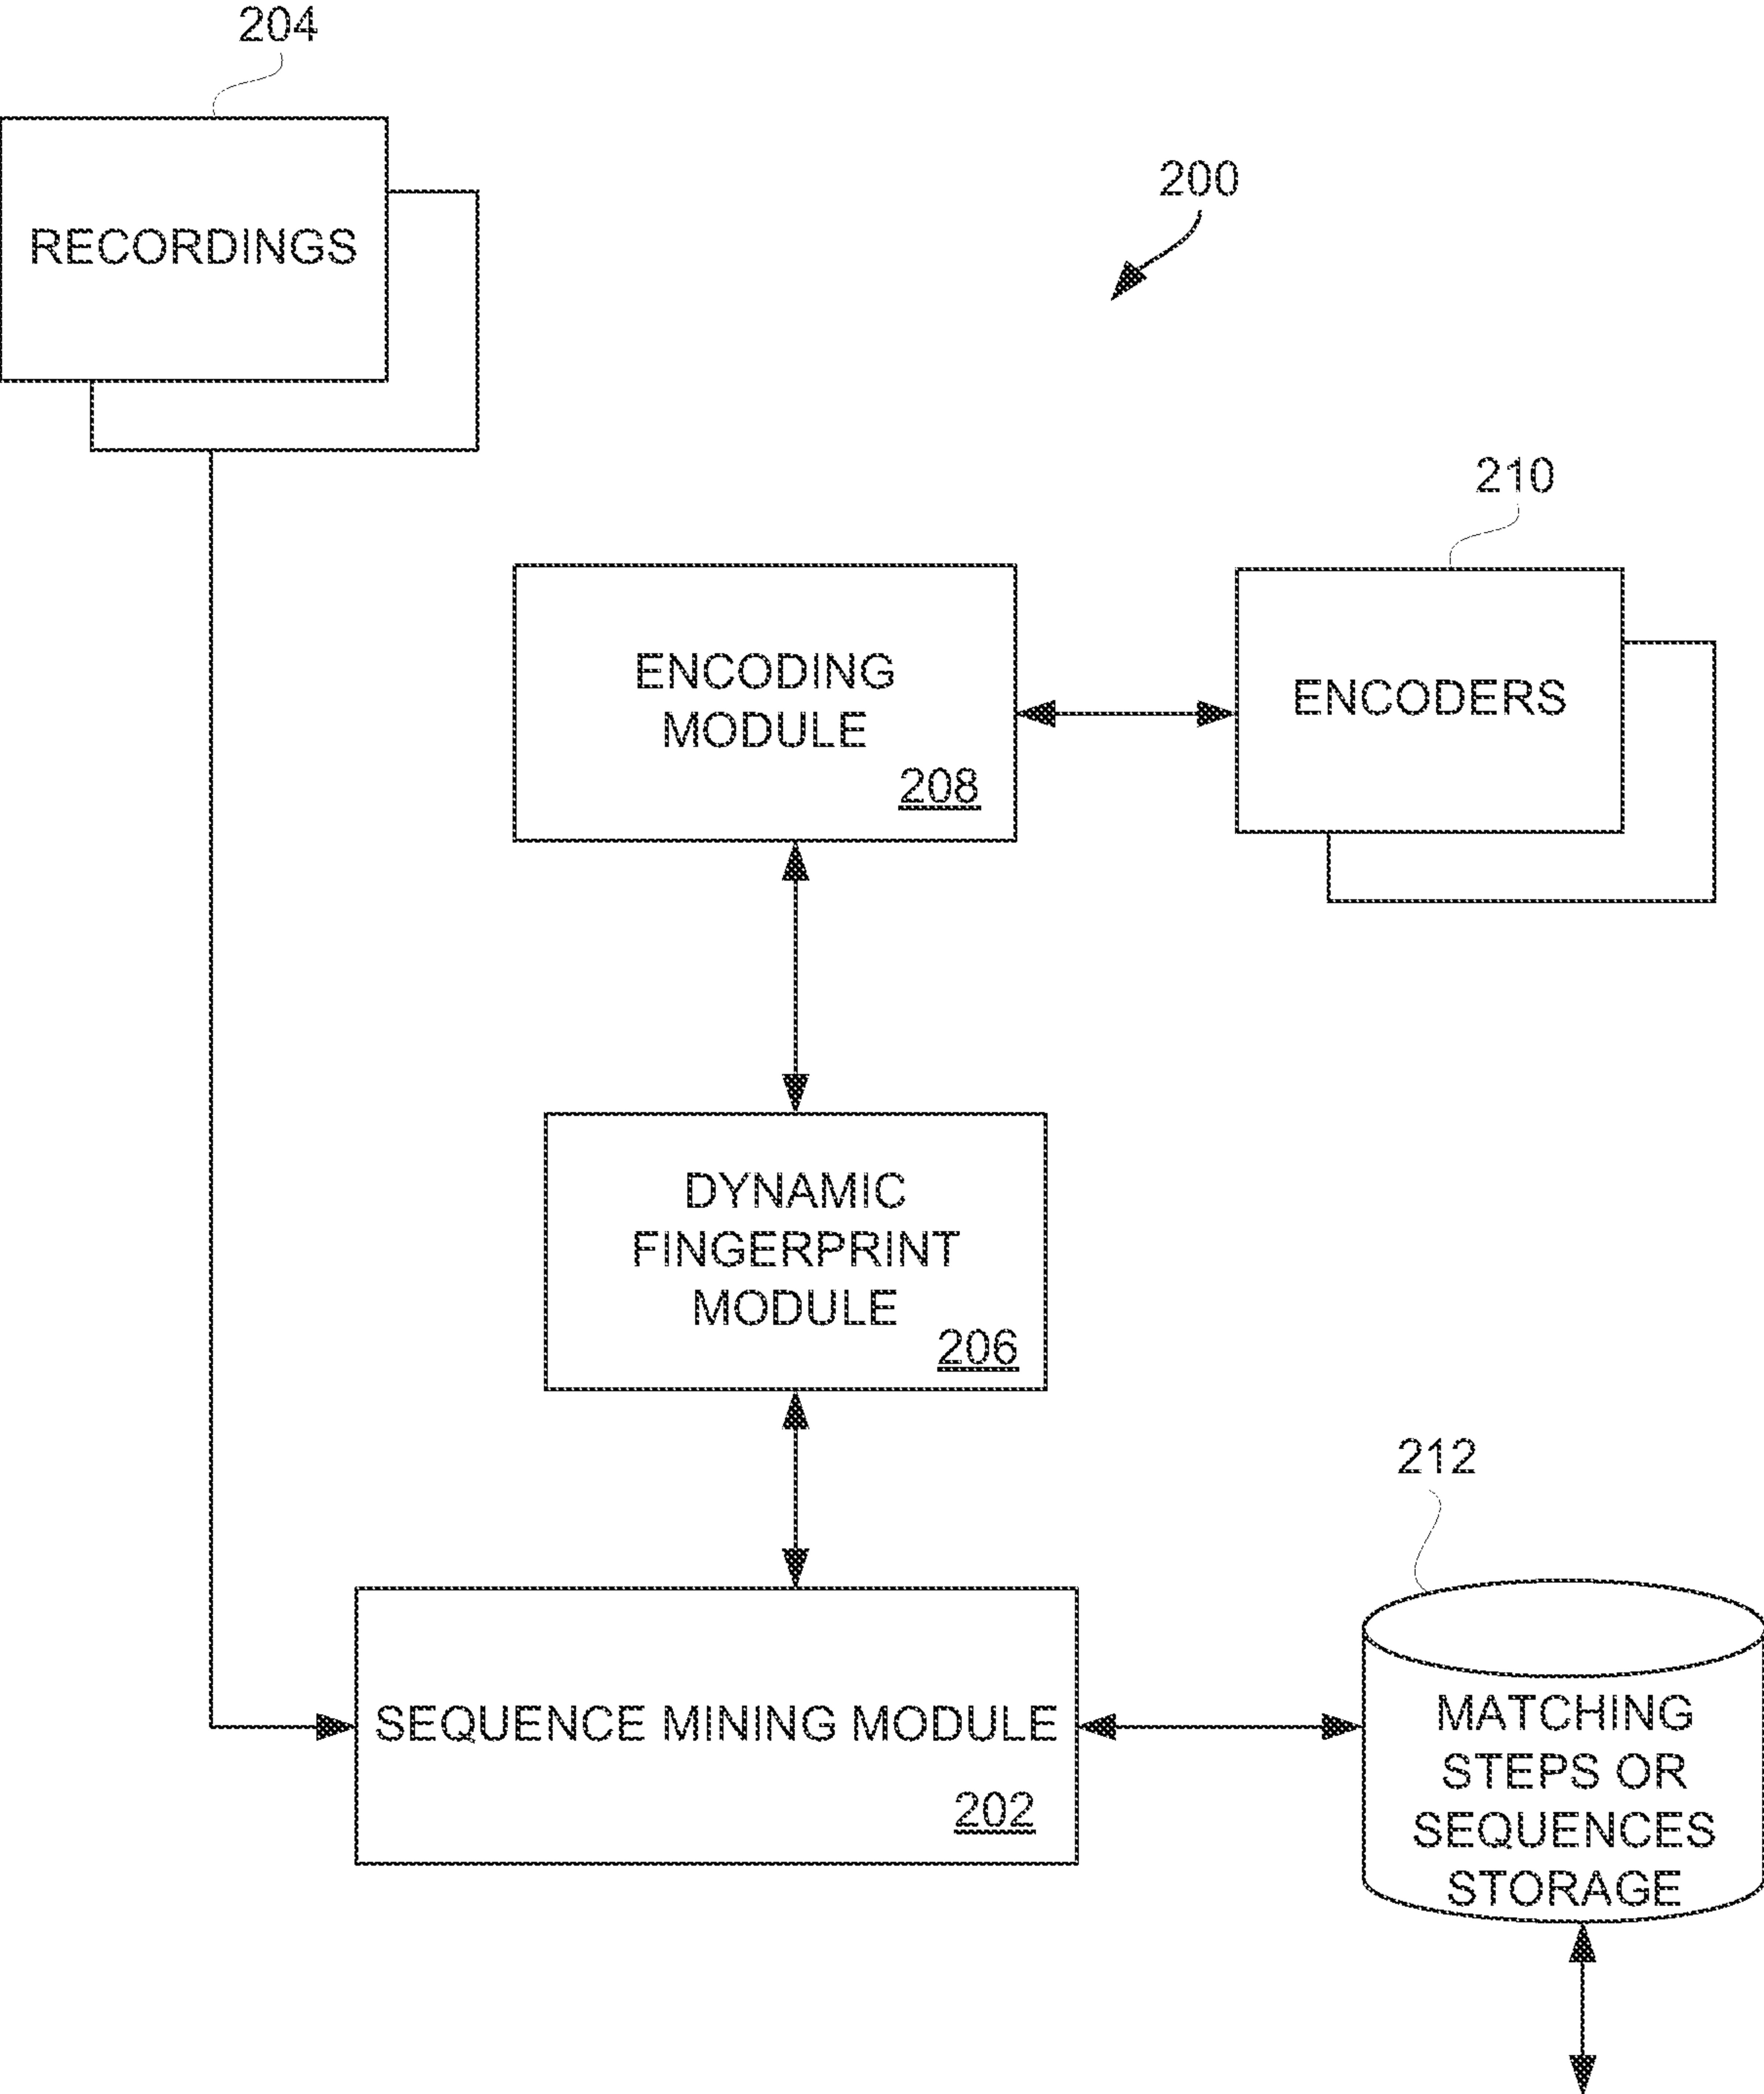 204
RECORDINGS
200
210
ENCODING
MODULE
208
ENCODERS
DYNAMIC
FINGERPRINT
MODULE
206
212
SEQUENCE MINING MODULE
202
MATCHING
STEPS OR
SEQUENCES
STORAGE